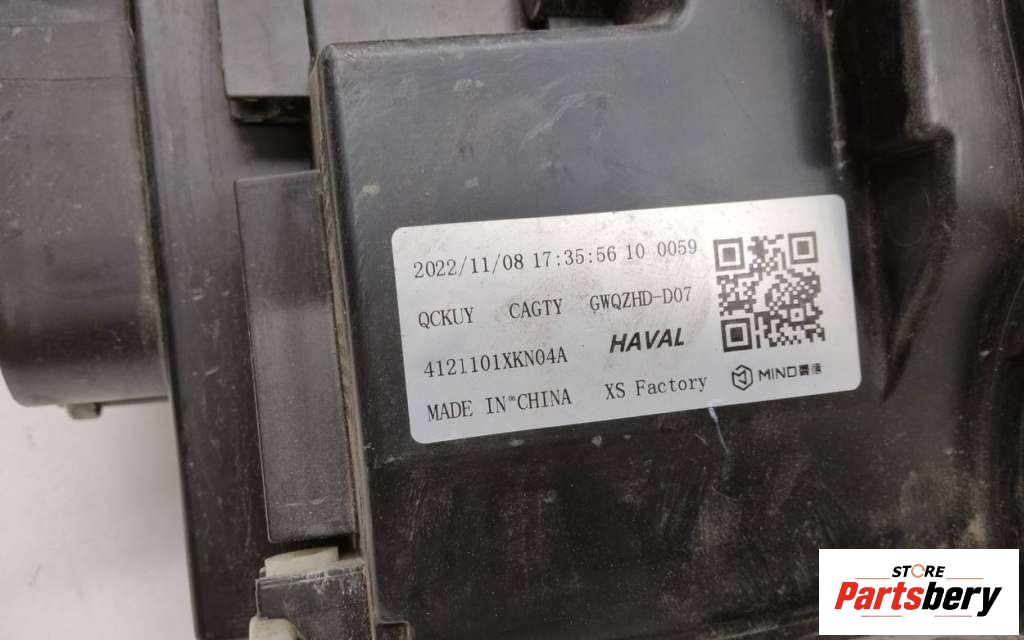 2022/11/08 17:35:56 10 0059
QCKUY CAGTY GWQZHD-D07
4121101XKN04A HAVAL
MADE IN CHINA XS Factory MIND
STORE
Partsbery